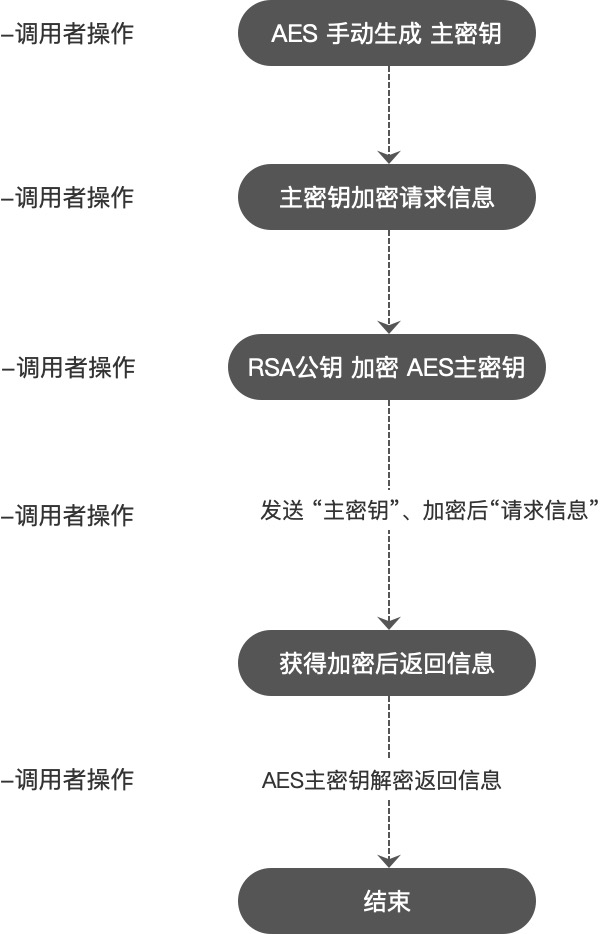 –调用者操作
AES 手动生成 主密钥
–调用者操作
主密钥加密请求信息
–调用者操作
RSA公钥 加密 AES主密钥
–调用者操作
发送 “主密钥”、加密后“请求信息”
获得加密后返回信息
–调用者操作
AES主密钥解密返回信息
结束